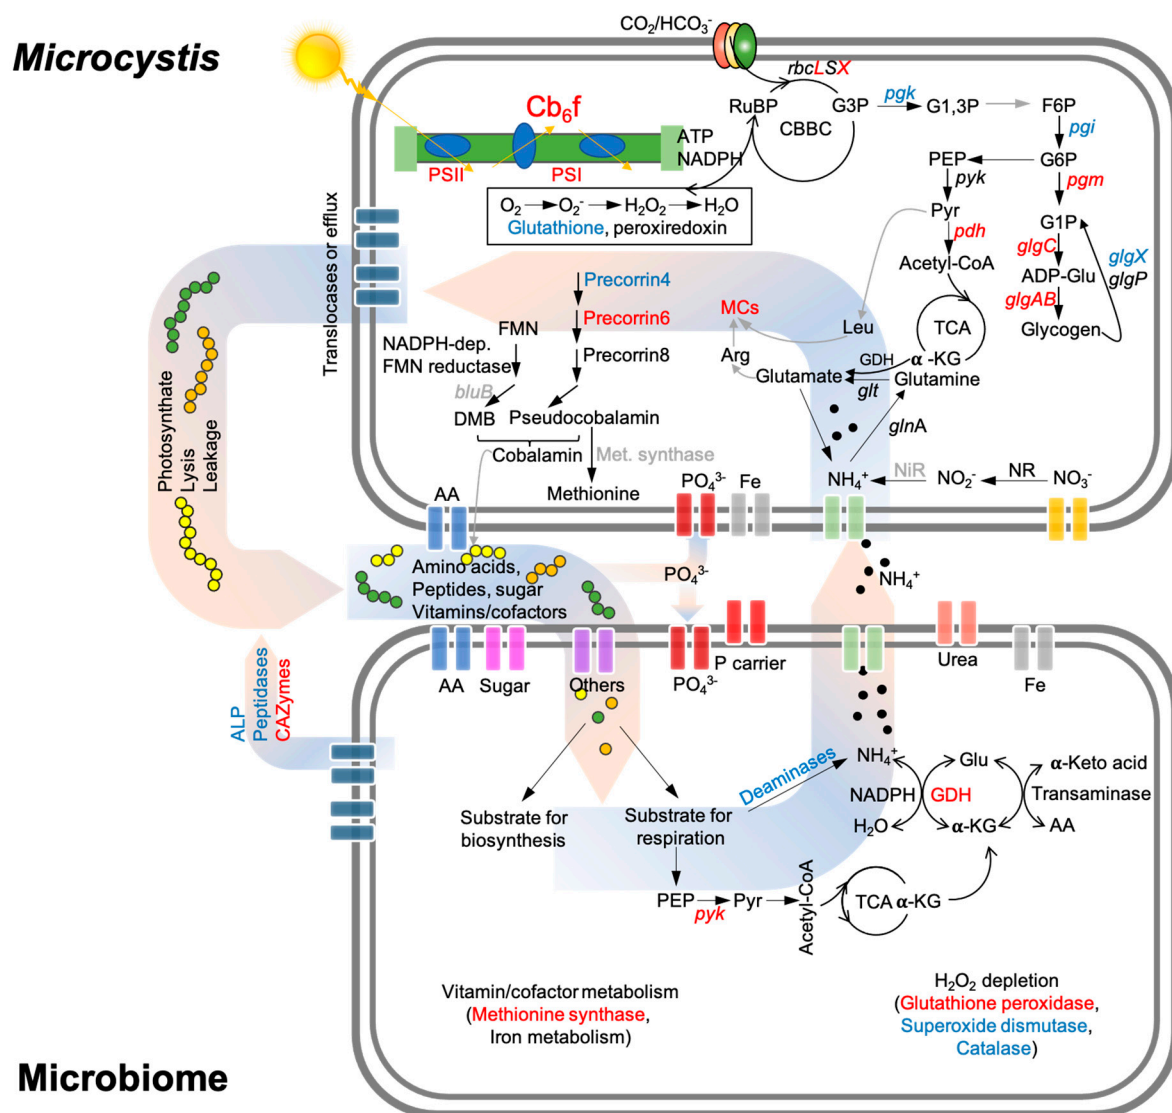 Microcystis
CO₂/HCO₃⁻
rbcLSX
RuBP
G3P
pgk
G1,3P
F6P
CBBC
pgi
Cb₆f
ATP
NADPH
PSII
PSI
PEP
G6P
pyk
pgm
O₂
O₂⁻
H₂O₂
H₂O
Glutathione, peroxiredoxin
Pyr
pdh
G1P
glgC
glgX
glgP
Acetyl-CoA
ADP-Glu
glgAB
Glycogen
Translocases or efflux
Precorrin4
Precorrin6
Precorrin8
FMN
NADPH-dep.
FMN reductase
bluB
DMB
Pseudocobalamin
Cobalamin
Met. synthase
Methionine
MCs
Leu
TCA
Arg
GDH
α -KG
Glutamate
glt
Glutamine
glnA
NH₄⁺
NiR
NO₂⁻
NR
NO₃⁻
Photosynthate
Lysis
Leakage
AA
PO₄³⁻
Fe
Amino acids,
Peptides, sugar
Vitamins/cofactors
PO₄³⁻
NH₄⁺
AA
Sugar
Others
PO₄³⁻
P carrier
Urea
Fe
ALP
Peptidases
CAZymes
Deaminases
NH₄⁺
Glu
α-Keto acid
NADPH
GDH
Transaminase
H₂O
α-KG
AA
Substrate for
biosynthesis
Substrate for
respiration
PEP
pyk
Pyr
Acetyl-CoA
TCA
α-KG
Vitamin/cofactor metabolism
(Methionine synthase,
Iron metabolism)
H₂O₂ depletion
(Glutathione peroxidase,
Superoxide dismutase,
Catalase)
Microbiome